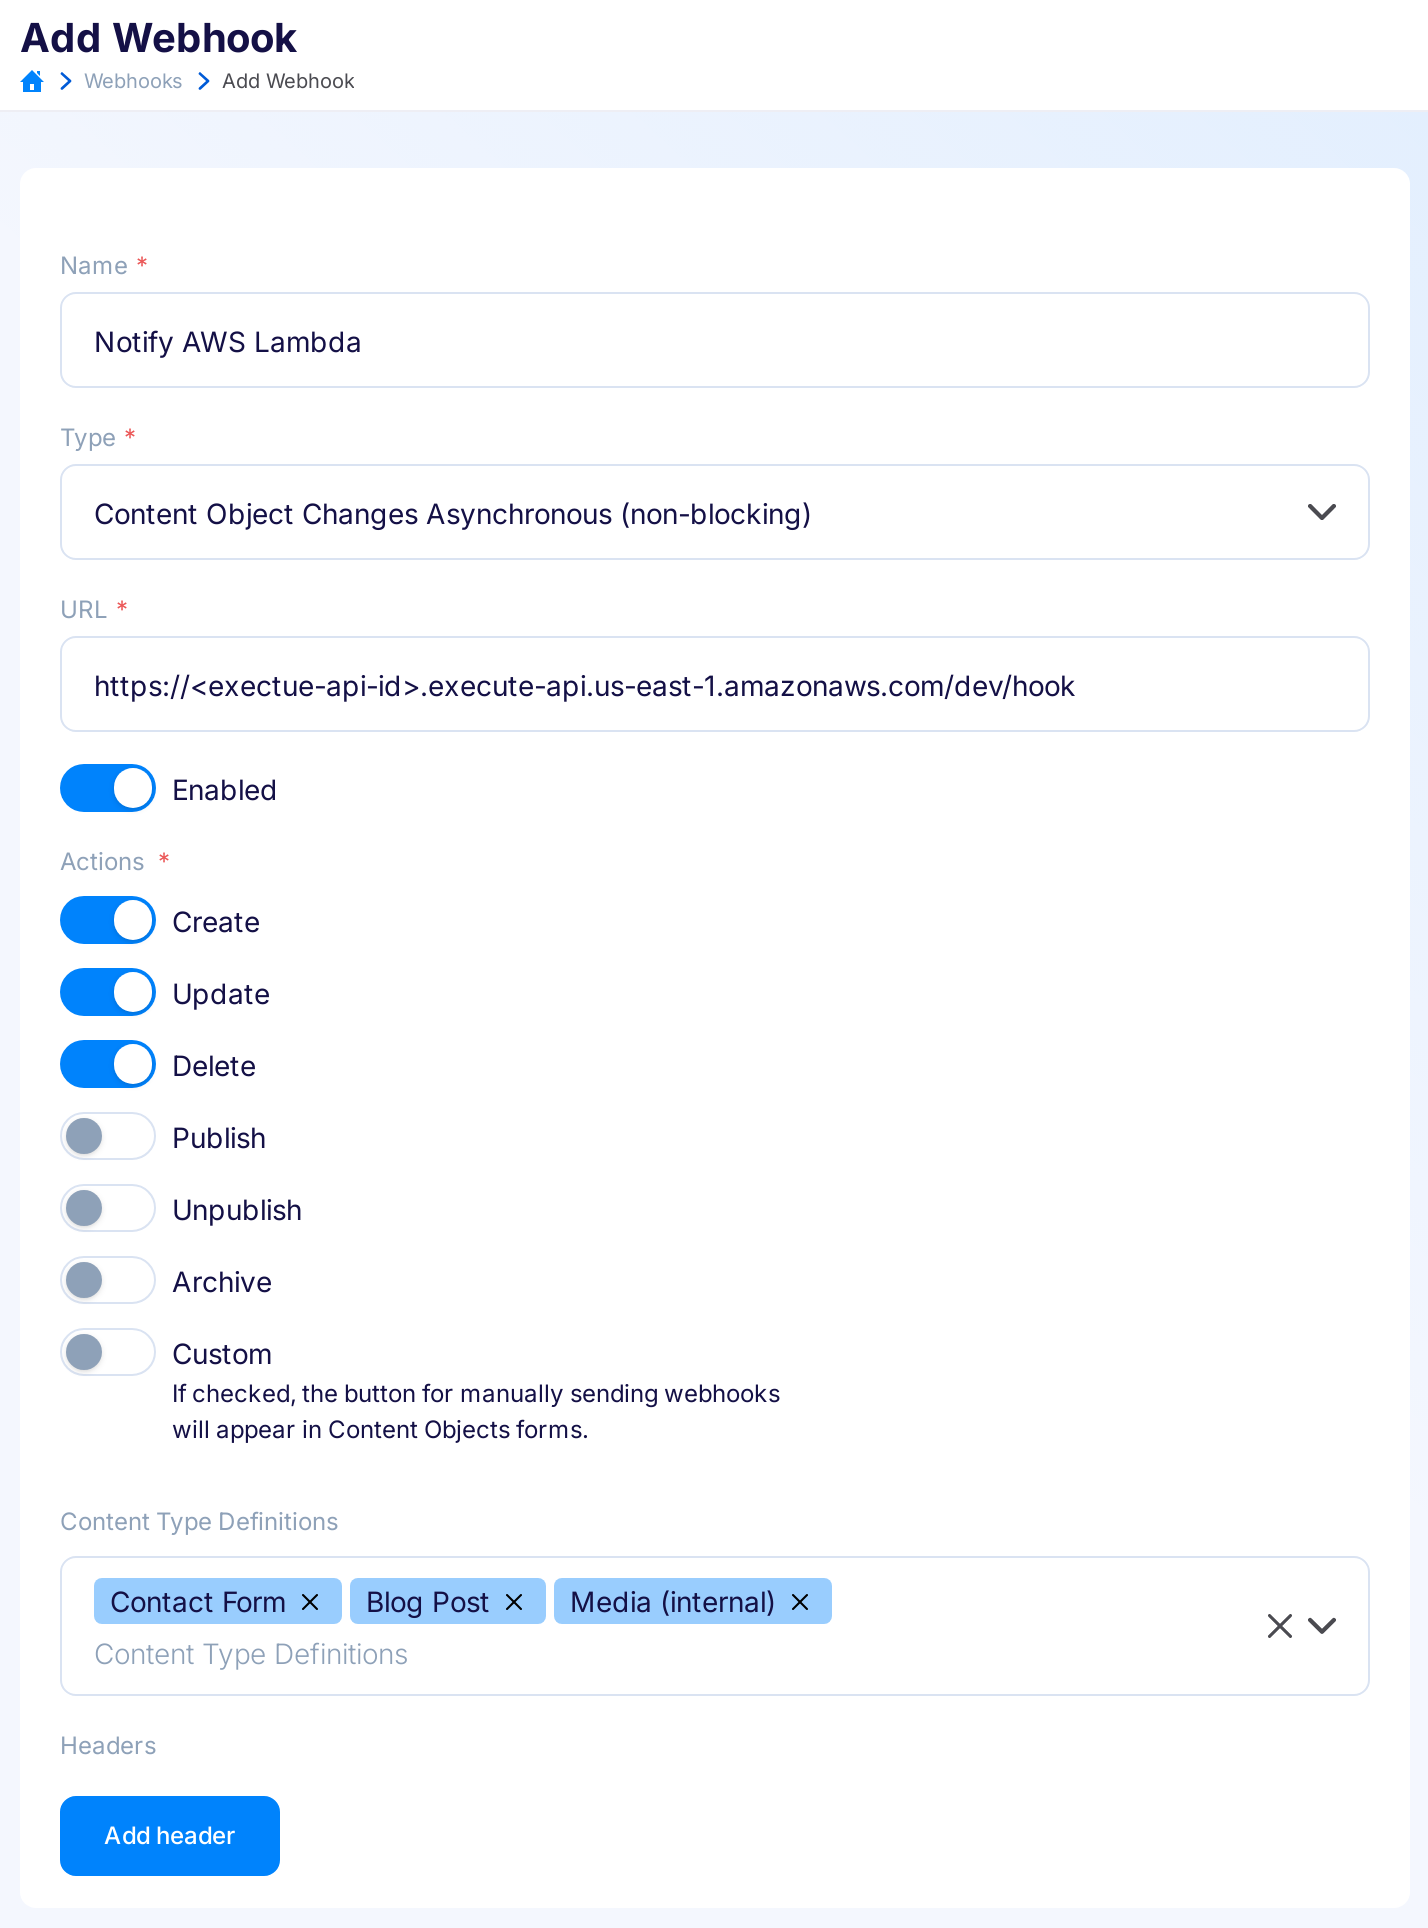 Add Webhook
Webhooks Add Webhook
Name *
Notify AWS Lambda
Type *
Content Object Changes Asynchronous (non-blocking)
URL *
https://<exectue-api-id>.execute-api.us-east-1.amazonaws.com/dev/hook
Enabled
Actions *
Create
Update
Delete
Publish
Unpublish
Archive
Custom
If checked, the button for manually sending webhooks
will appear in Content Objects forms.
Content Type Definitions
Contact Form Blog Post Media (internal)
Content Type Definitions
Headers
Add header